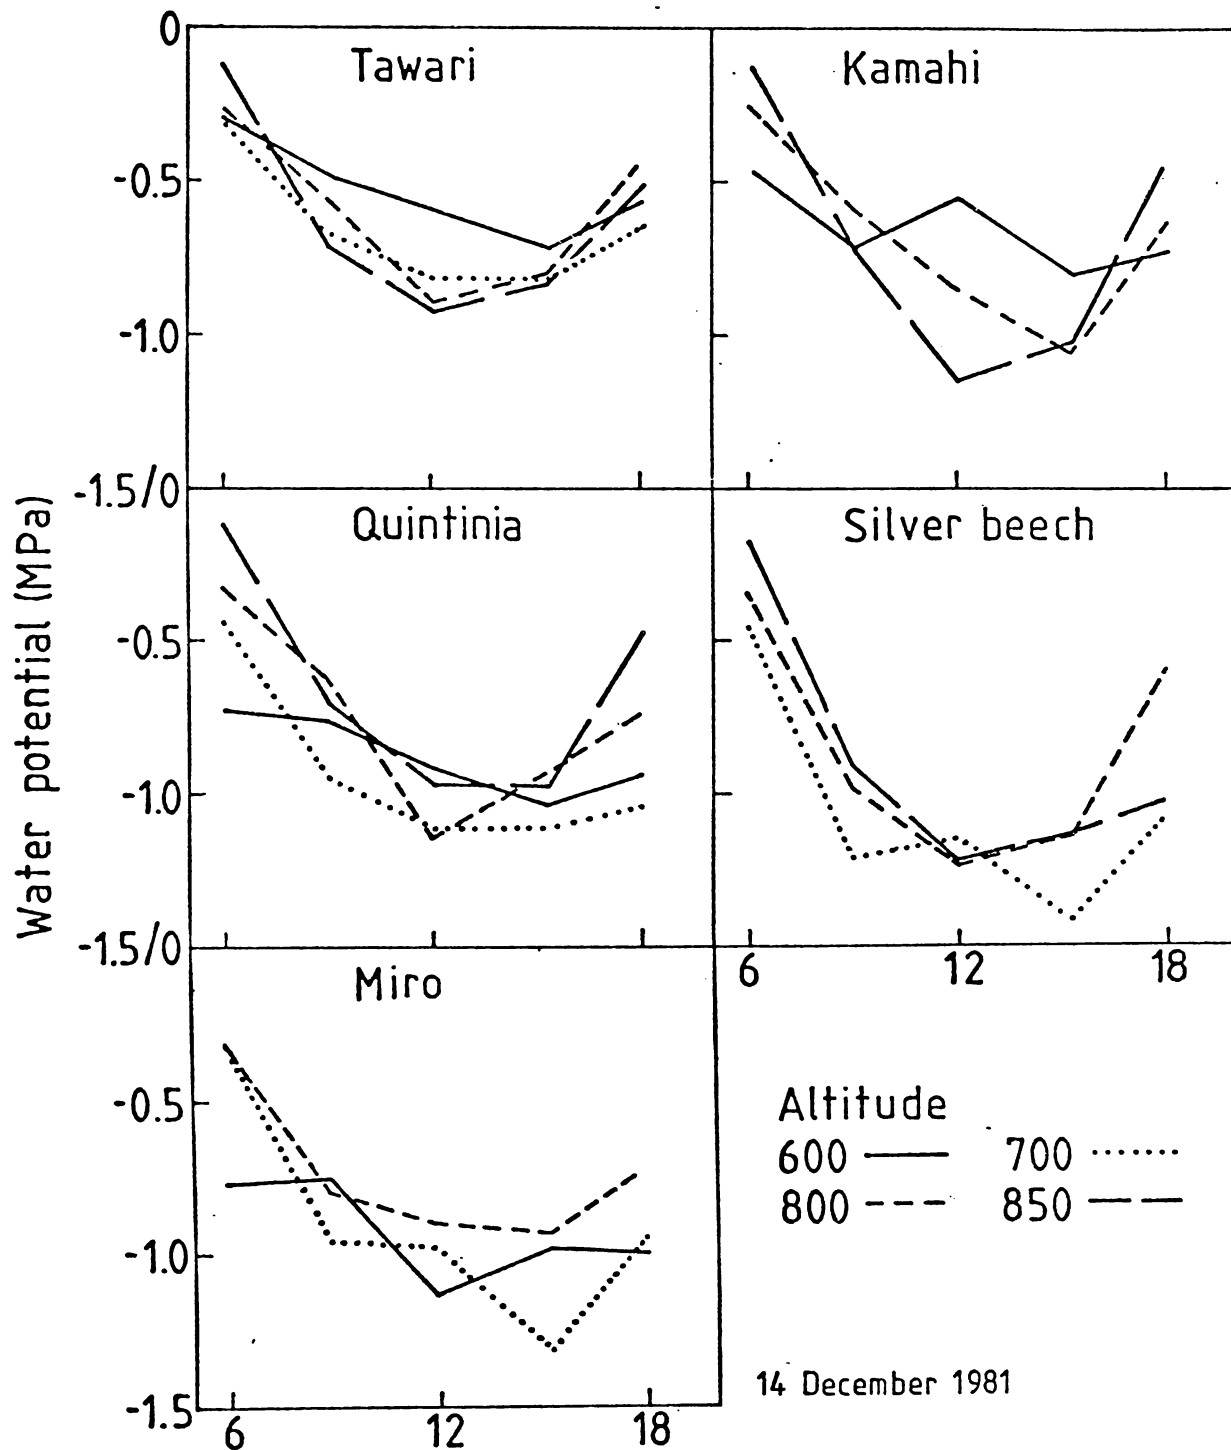 0
Tawari
Kamahi
-0.5
-1.0
-1.5/0
Water potential (MPa)
Quintinia
Silver beech
-0.5
-1.0
-1.5/0
6 12 18
Miro
-0.5
Altitude
600 700
800 850
-1.0
14 December 1981
-1.5
6 12 18